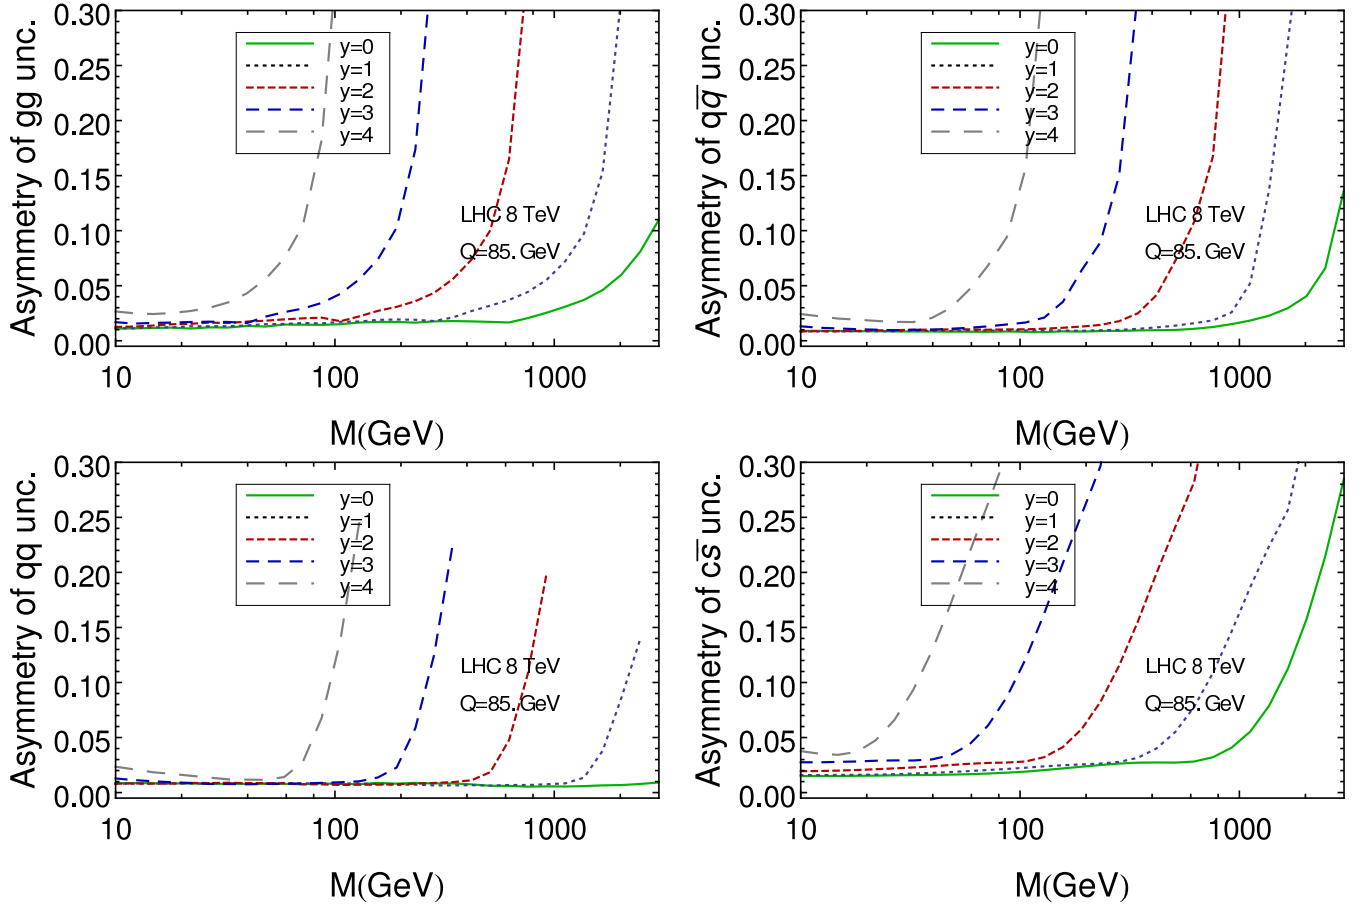 Asymmetry of gg unc.
0.30
0.25
0.20
0.15
0.10
0.05
0.00
y=0
y=1
y=2
y=3
y=4
LHC 8 TeV
Q=85. GeV
10 100 1000
M(GeV)
Asymmetry of qq̅ unc.
0.30
0.25
0.20
0.15
0.10
0.05
0.00
y=0
y=1
y=2
y=3
y=4
LHC 8 TeV
Q=85. GeV
10 100 1000
M(GeV)
Asymmetry of qq unc.
0.30
0.25
0.20
0.15
0.10
0.05
0.00
y=0
y=1
y=2
y=3
y=4
LHC 8 TeV
Q=85. GeV
10 100 1000
M(GeV)
Asymmetry of cs̅ unc.
0.30
0.25
0.20
0.15
0.10
0.05
0.00
y=0
y=1
y=2
y=3
y=4
LHC 8 TeV
Q=85. GeV
10 100 1000
M(GeV)